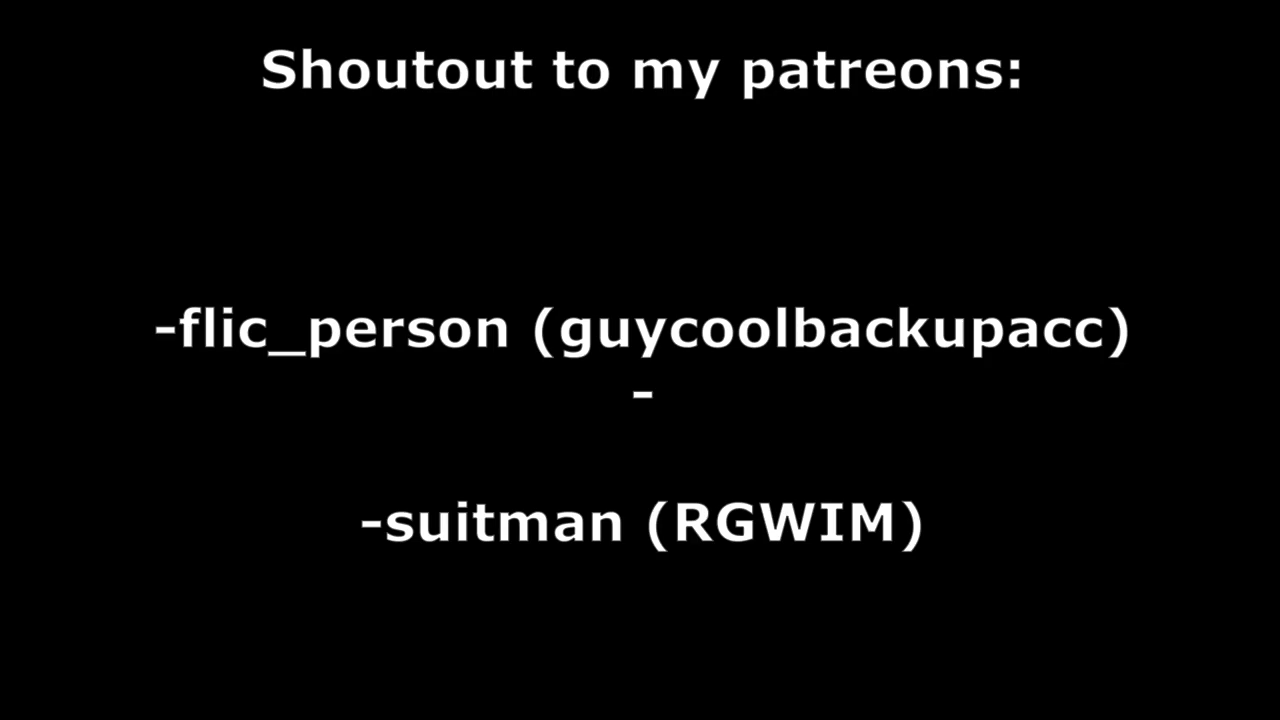 Shoutout to my patreons:
-flic_person (guycoolbackupacc)
-
-suitman (RGWIM)